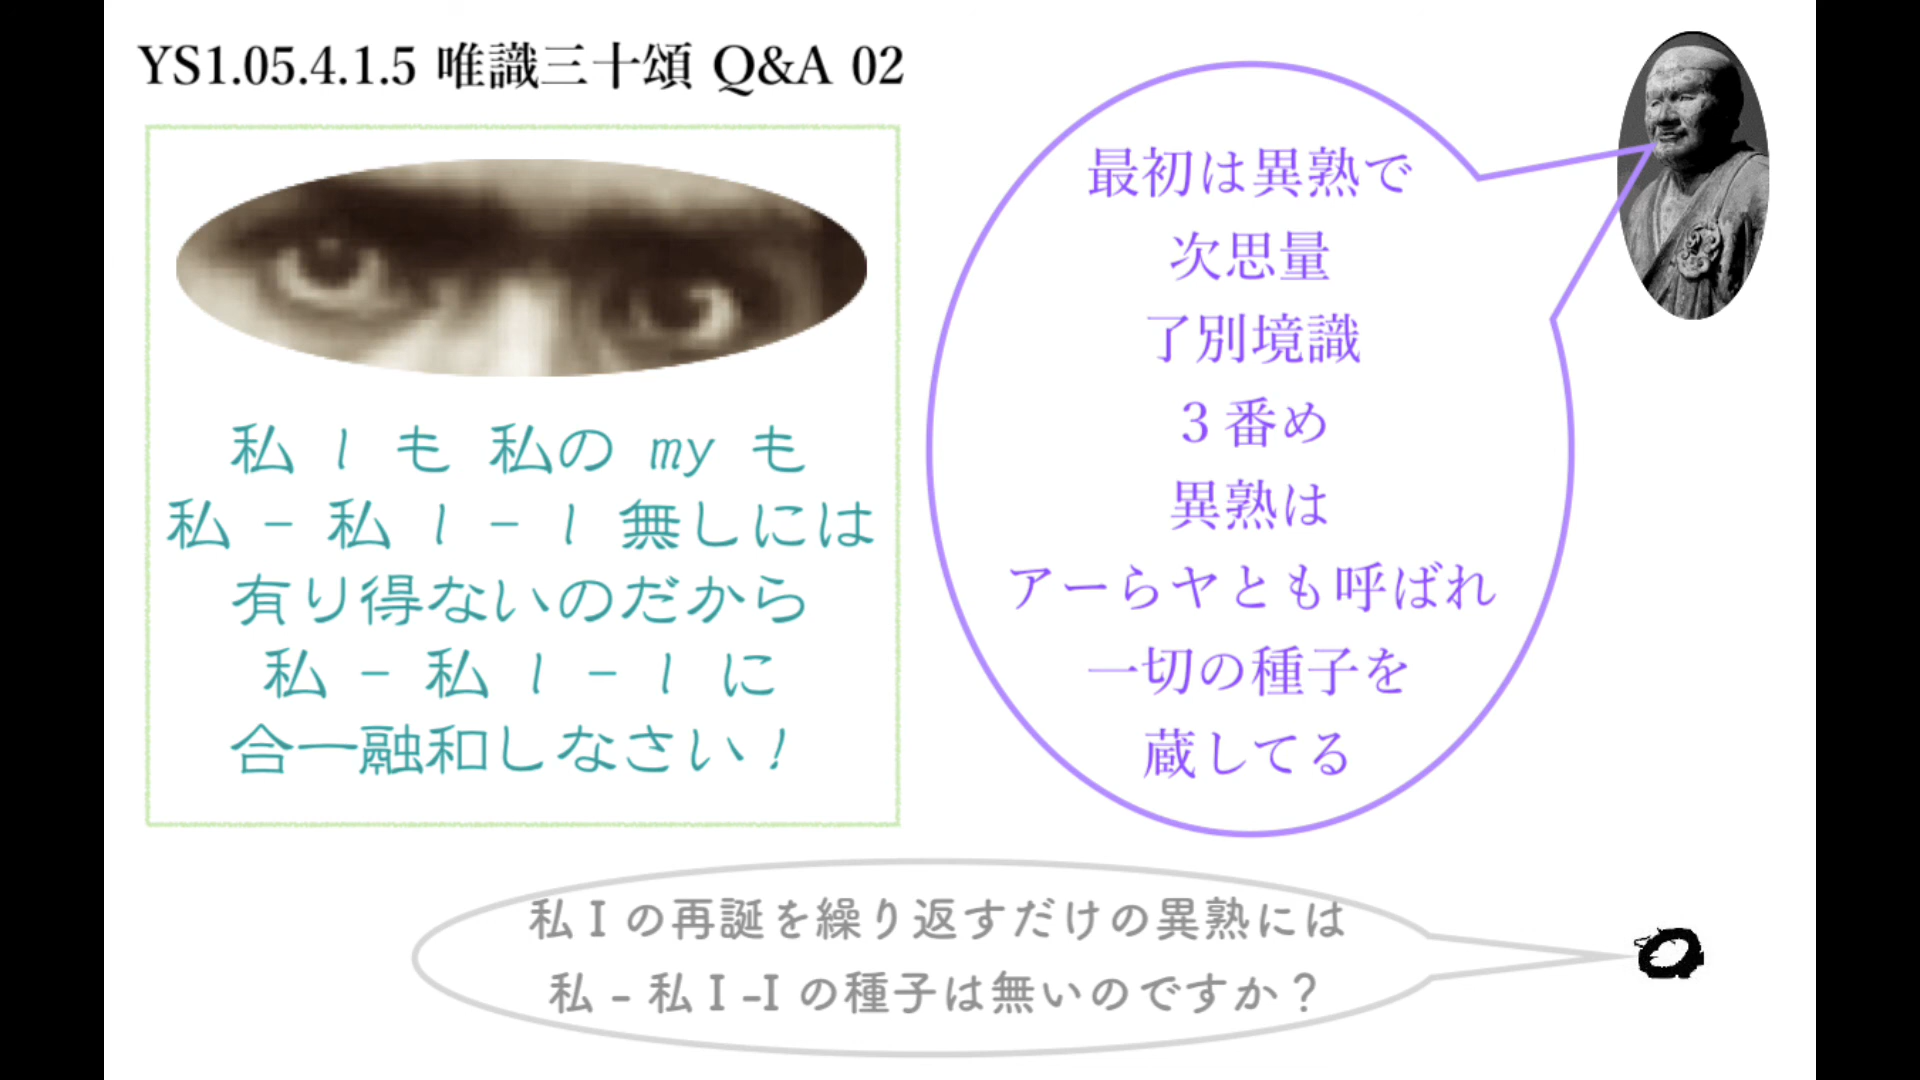 YS1.05.4.1.5 唯識三十頌 Q&A 02
私 I も 私の my も
私 - 私 I - I 無しには
有り得ないのだから
私 - 私 I - I に
合一融和しなさい！
最初は異熟で
次思量
了別境識
３番め
異熟は
アーらヤとも呼ばれ
一切の種子を
蔵してる
私 I の再誕を繰り返すだけの異熟には
私 - 私 I -I の種子は無いのですか？